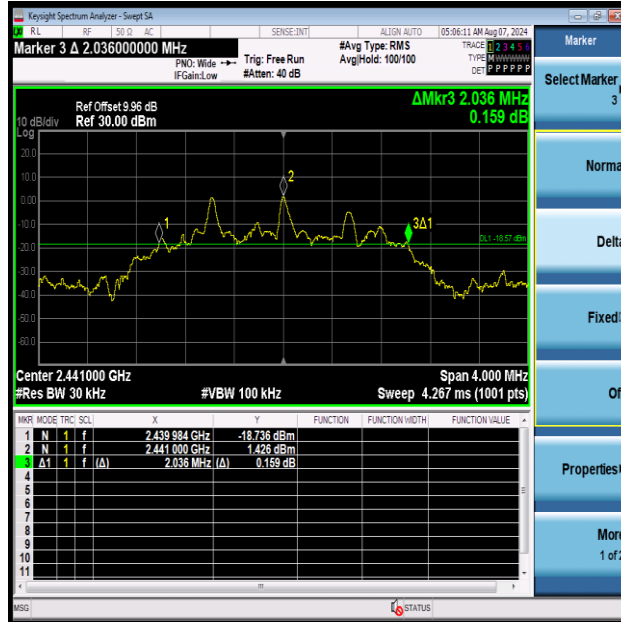 Keysight Spectrum Analyzer - Swept SA
RL RF 50 Ω AC SENSE:INT ALIGN AUTO 05:06:11 AM Aug 07, 2024
Marker 3 Δ 2.036000000 MHz
PNO: Wide
IFGain:Low
Trig: Free Run
#Atten: 40 dB
#Avg Type: RMS
Avg|Hold: 100/100
TRACE 1 2 3 4 5 6
TYPE M W W W W W
DET P P P P P P
Ref Offset 9.96 dB
10 dB/div Ref 30.00 dBm
Log
ΔMkr3 2.036 MHz
0.159 dB
20.0
10.0
0.00
-10.0
-20.0
-30.0
-40.0
-50.0
-60.0
1
2
3Δ1
DL1 -18.57 dBm
Center 2.441000 GHz Span 4.000 MHz
#Res BW 30 kHz #VBW 100 kHz Sweep 4.267 ms (1001 pts)
MKR MODE TRC SCL X Y FUNCTION FUNCTION WIDTH FUNCTION VALUE
1 N 1 f 2.439 984 GHz -18.736 dBm
2 N 1 f 2.441 000 GHz 1.426 dBm
3 Δ1 1 f (Δ) 2.036 MHz (Δ) 0.159 dB
4
5
6
7
8
9
10
11
MSG STATUS
Marker
Select Marker
3
Norma
Delta
Fixed
Of
Properties
More
1 of 2